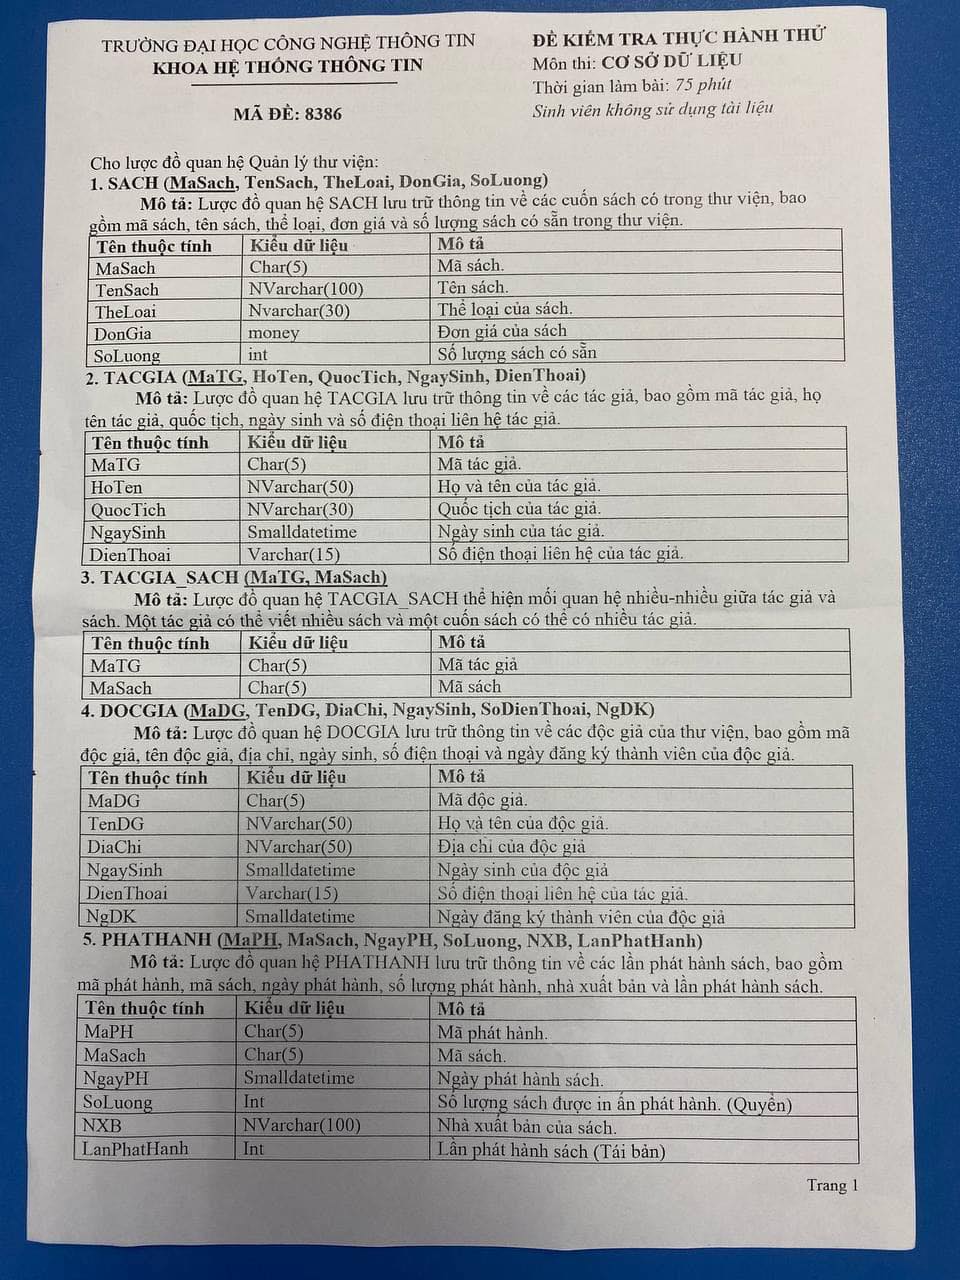 TRƯỜNG ĐẠI HỌC CÔNG NGHỆ THÔNG TIN
KHOA HỆ THỐNG THÔNG TIN
MÃ ĐỀ: 8386
ĐỀ KIỂM TRA THỰC HÀNH THỬ
Môn thi: CƠ SỞ DỮ LIỆU
Thời gian làm bài: 75 phút
Sinh viên không sử dụng tài liệu
Cho lược đồ quan hệ Quản lý thư viện:
1. SACH (MaSach, TenSach, TheLoai, DonGia, SoLuong)
Mô tả: Lược đồ quan hệ SACH lưu trữ thông tin về các cuốn sách có trong thư viện, bao
gồm mã sách, tên sách, thể loại, đơn giá và số lượng sách có sẵn trong thư viện.
Tên thuộc tính Kiểu dữ liệu Mô tả
MaSach Char(5) Mã sách.
TenSach NVarchar(100) Tên sách.
TheLoai Nvarchar(30) Thể loại của sách.
DonGia money Đơn giá của sách
SoLuong int Số lượng sách có sẵn
2. TACGIA (MaTG, HoTen, QuocTich, NgaySinh, DienThoai)
Mô tả: Lược đồ quan hệ TACGIA lưu trữ thông tin về các tác giả, bao gồm mã tác giả, họ
tên tác giả, quốc tịch, ngày sinh và số điện thoại liên hệ tác giả.
Tên thuộc tính Kiểu dữ liệu Mô tả
MaTG Char(5) Mã tác giả.
HoTen NVarchar(50) Họ và tên của tác giả.
QuocTich NVarchar(30) Quốc tịch của tác giả.
NgaySinh Smalldatetime Ngày sinh của tác giả.
DienThoai Varchar(15) Số điện thoại liên hệ của tác giả.
3. TACGIA_SACH (MaTG, MaSach)
Mô tả: Lược đồ quan hệ TACGIA_SACH thể hiện mối quan hệ nhiều-nhiều giữa tác giả và
sách. Một tác giả có thể viết nhiều sách và một cuốn sách có thể có nhiều tác giả.
Tên thuộc tính Kiểu dữ liệu Mô tả
MaTG Char(5) Mã tác giả
MaSach Char(5) Mã sách
4. DOCGIA (MaDG, TenDG, DiaChi, NgaySinh, SoDienThoai, NgDK)
Mô tả: Lược đồ quan hệ DOCGIA lưu trữ thông tin về các độc giả của thư viện, bao gồm mã
độc giả, tên độc giả, địa chỉ, ngày sinh, số điện thoại và ngày đăng ký thành viên của độc giả.
Tên thuộc tính Kiểu dữ liệu Mô tả
MaDG Char(5) Mã độc giả.
TenDG NVarchar(50) Họ và tên của độc giả.
DiaChi NVarchar(50) Địa chỉ của độc giả
NgaySinh Smalldatetime Ngày sinh của độc giả
DienThoai Varchar(15) Số điện thoại liên hệ của tác giả.
NgDK Smalldatetime Ngày đăng ký thành viên của độc giả
5. PHATHANH (MaPH, MaSach, NgayPH, SoLuong, NXB, LanPhatHanh)
Mô tả: Lược đồ quan hệ PHATHANH lưu trữ thông tin về các lần phát hành sách, bao gồm
mã phát hành, mã sách, ngày phát hành, số lượng phát hành, nhà xuất bản và lần phát hành sách.
Tên thuộc tính Kiểu dữ liệu Mô tả
MaPH Char(5) Mã phát hành.
MaSach Char(5) Mã sách.
NgayPH Smalldatetime Ngày phát hành sách.
SoLuong Int Số lượng sách được in ấn phát hành. (Quyển)
NXB NVarchar(100) Nhà xuất bản của sách.
LanPhatHanh Int Lần phát hành sách (Tái bản)
Trang 1